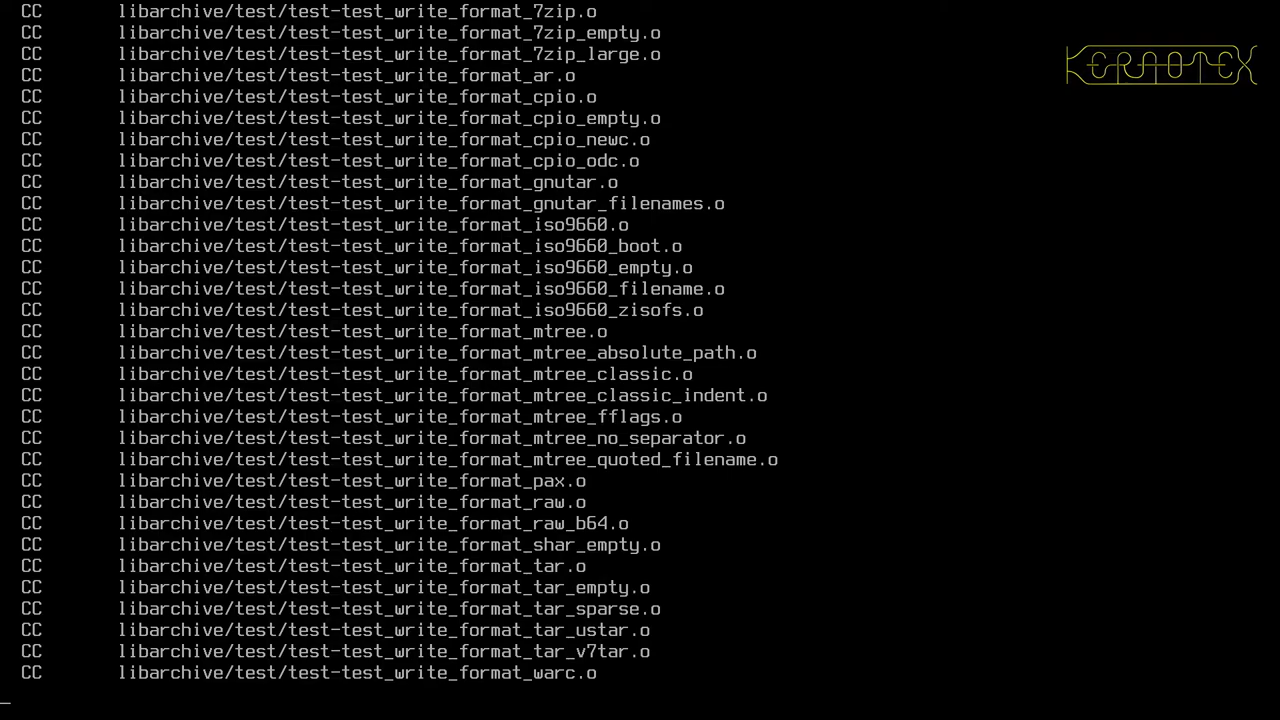 CC libarchive/test/test-test_write_format_7zip.o
CC libarchive/test/test-test_write_format_7zip_empty.o
CC libarchive/test/test-test_write_format_7zip_large.o
CC libarchive/test/test-test_write_format_ar.o
CC libarchive/test/test-test_write_format_cpio.o
CC libarchive/test/test-test_write_format_cpio_empty.o
CC libarchive/test/test-test_write_format_cpio_newc.o
CC libarchive/test/test-test_write_format_cpio_odc.o
CC libarchive/test/test-test_write_format_gnutar.o
CC libarchive/test/test-test_write_format_gnutar_filenames.o
CC libarchive/test/test-test_write_format_iso9660.o
CC libarchive/test/test-test_write_format_iso9660_boot.o
CC libarchive/test/test-test_write_format_iso9660_empty.o
CC libarchive/test/test-test_write_format_iso9660_filename.o
CC libarchive/test/test-test_write_format_iso9660_zisofs.o
CC libarchive/test/test-test_write_format_mtree.o
CC libarchive/test/test-test_write_format_mtree_absolute_path.o
CC libarchive/test/test-test_write_format_mtree_classic.o
CC libarchive/test/test-test_write_format_mtree_classic_indent.o
CC libarchive/test/test-test_write_format_mtree_fflags.o
CC libarchive/test/test-test_write_format_mtree_no_separator.o
CC libarchive/test/test-test_write_format_mtree_quoted_filename.o
CC libarchive/test/test-test_write_format_pax.o
CC libarchive/test/test-test_write_format_raw.o
CC libarchive/test/test-test_write_format_raw_b64.o
CC libarchive/test/test-test_write_format_shar_empty.o
CC libarchive/test/test-test_write_format_tar.o
CC libarchive/test/test-test_write_format_tar_empty.o
CC libarchive/test/test-test_write_format_tar_sparse.o
CC libarchive/test/test-test_write_format_tar_ustar.o
CC libarchive/test/test-test_write_format_tar_v7tar.o
CC libarchive/test/test-test_write_format_warc.o